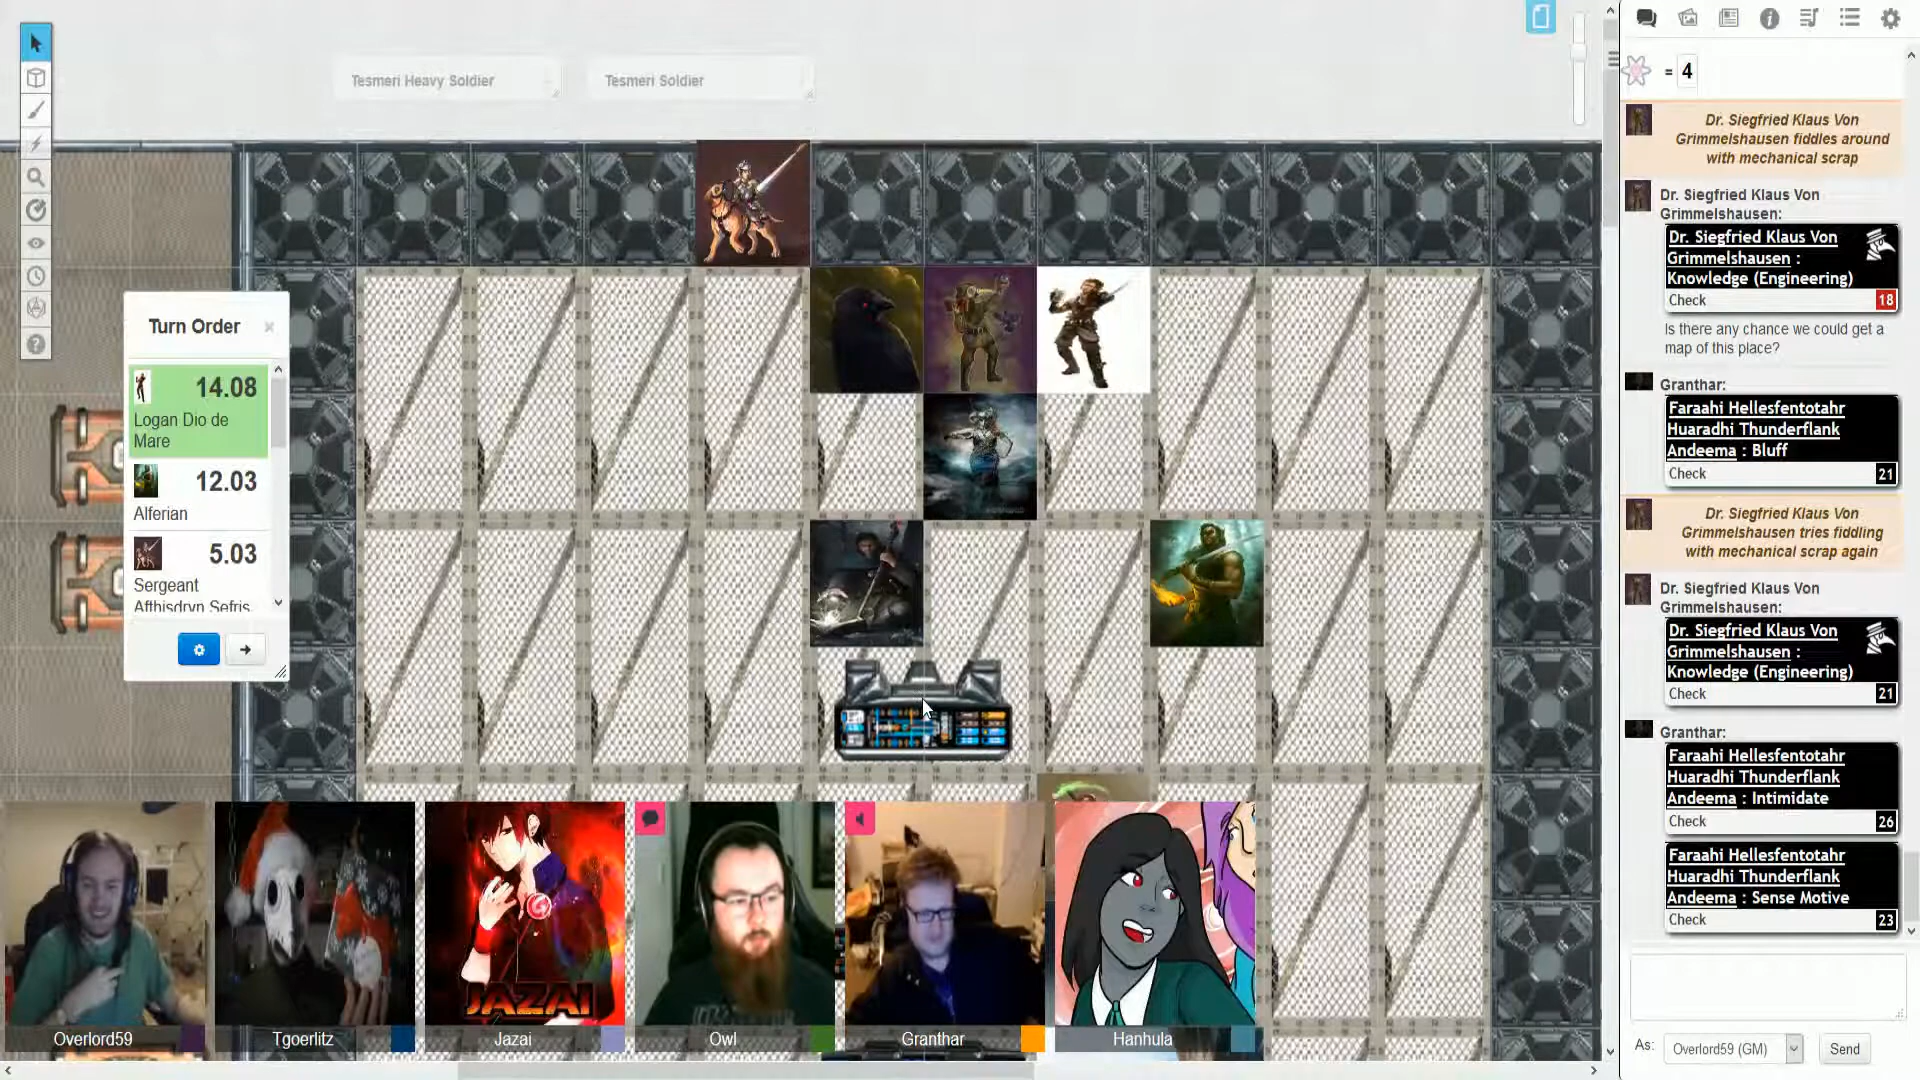 Tesmeri Heavy Soldier
Tesmeri Soldier
Turn Order
14.08
Logan Dio de
Mare
12.03
Alferian
5.03
Sergeant
Afthisdryn Sefris
JAZAI
Overlord59
Tgoerlitz
Jazai
Owl
Granthar
Hanhula
= 4
Dr. Siegfried Klaus Von
Grimmelshausen fiddles around
with mechanical scrap
Dr. Siegfried Klaus Von
Grimmelshausen:
Dr. Siegfried Klaus Von
Grimmelshausen :
Knowledge (Engineering)
Check 18
Is there any chance we could get a
map of this place?
Granthar:
Faraahi Hellesfentotahr
Huaradhi Thunderflank
Andeema : Bluff
Check 21
Dr. Siegfried Klaus Von
Grimmelshausen tries fiddling
with mechanical scrap again
Dr. Siegfried Klaus Von
Grimmelshausen:
Dr. Siegfried Klaus Von
Grimmelshausen :
Knowledge (Engineering)
Check 21
Granthar:
Faraahi Hellesfentotahr
Huaradhi Thunderflank
Andeema : Intimidate
Check 26
Faraahi Hellesfentotahr
Huaradhi Thunderflank
Andeema : Sense Motive
Check 23
As: Overlord59 (GM) Send